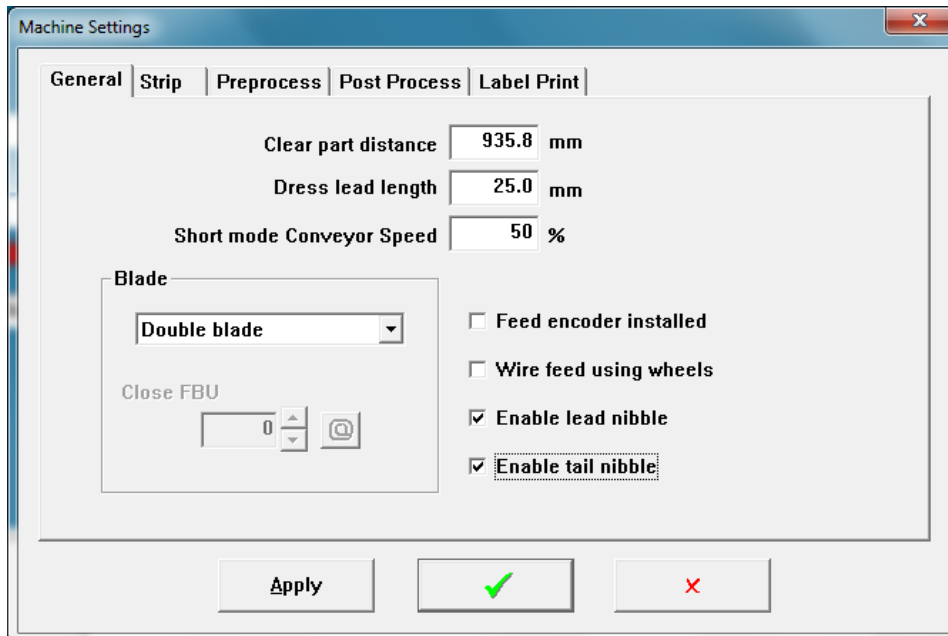 Machine Settings
General Strip Preprocess Post Process Label Print
Clear part distance 935.8 mm
Dress lead length 25.0 mm
Short mode Conveyor Speed 50 %
Blade
Double blade
Feed encoder installed
Wire feed using wheels
Close FBU
0 @
Enable lead nibble
Enable tail nibble
Apply